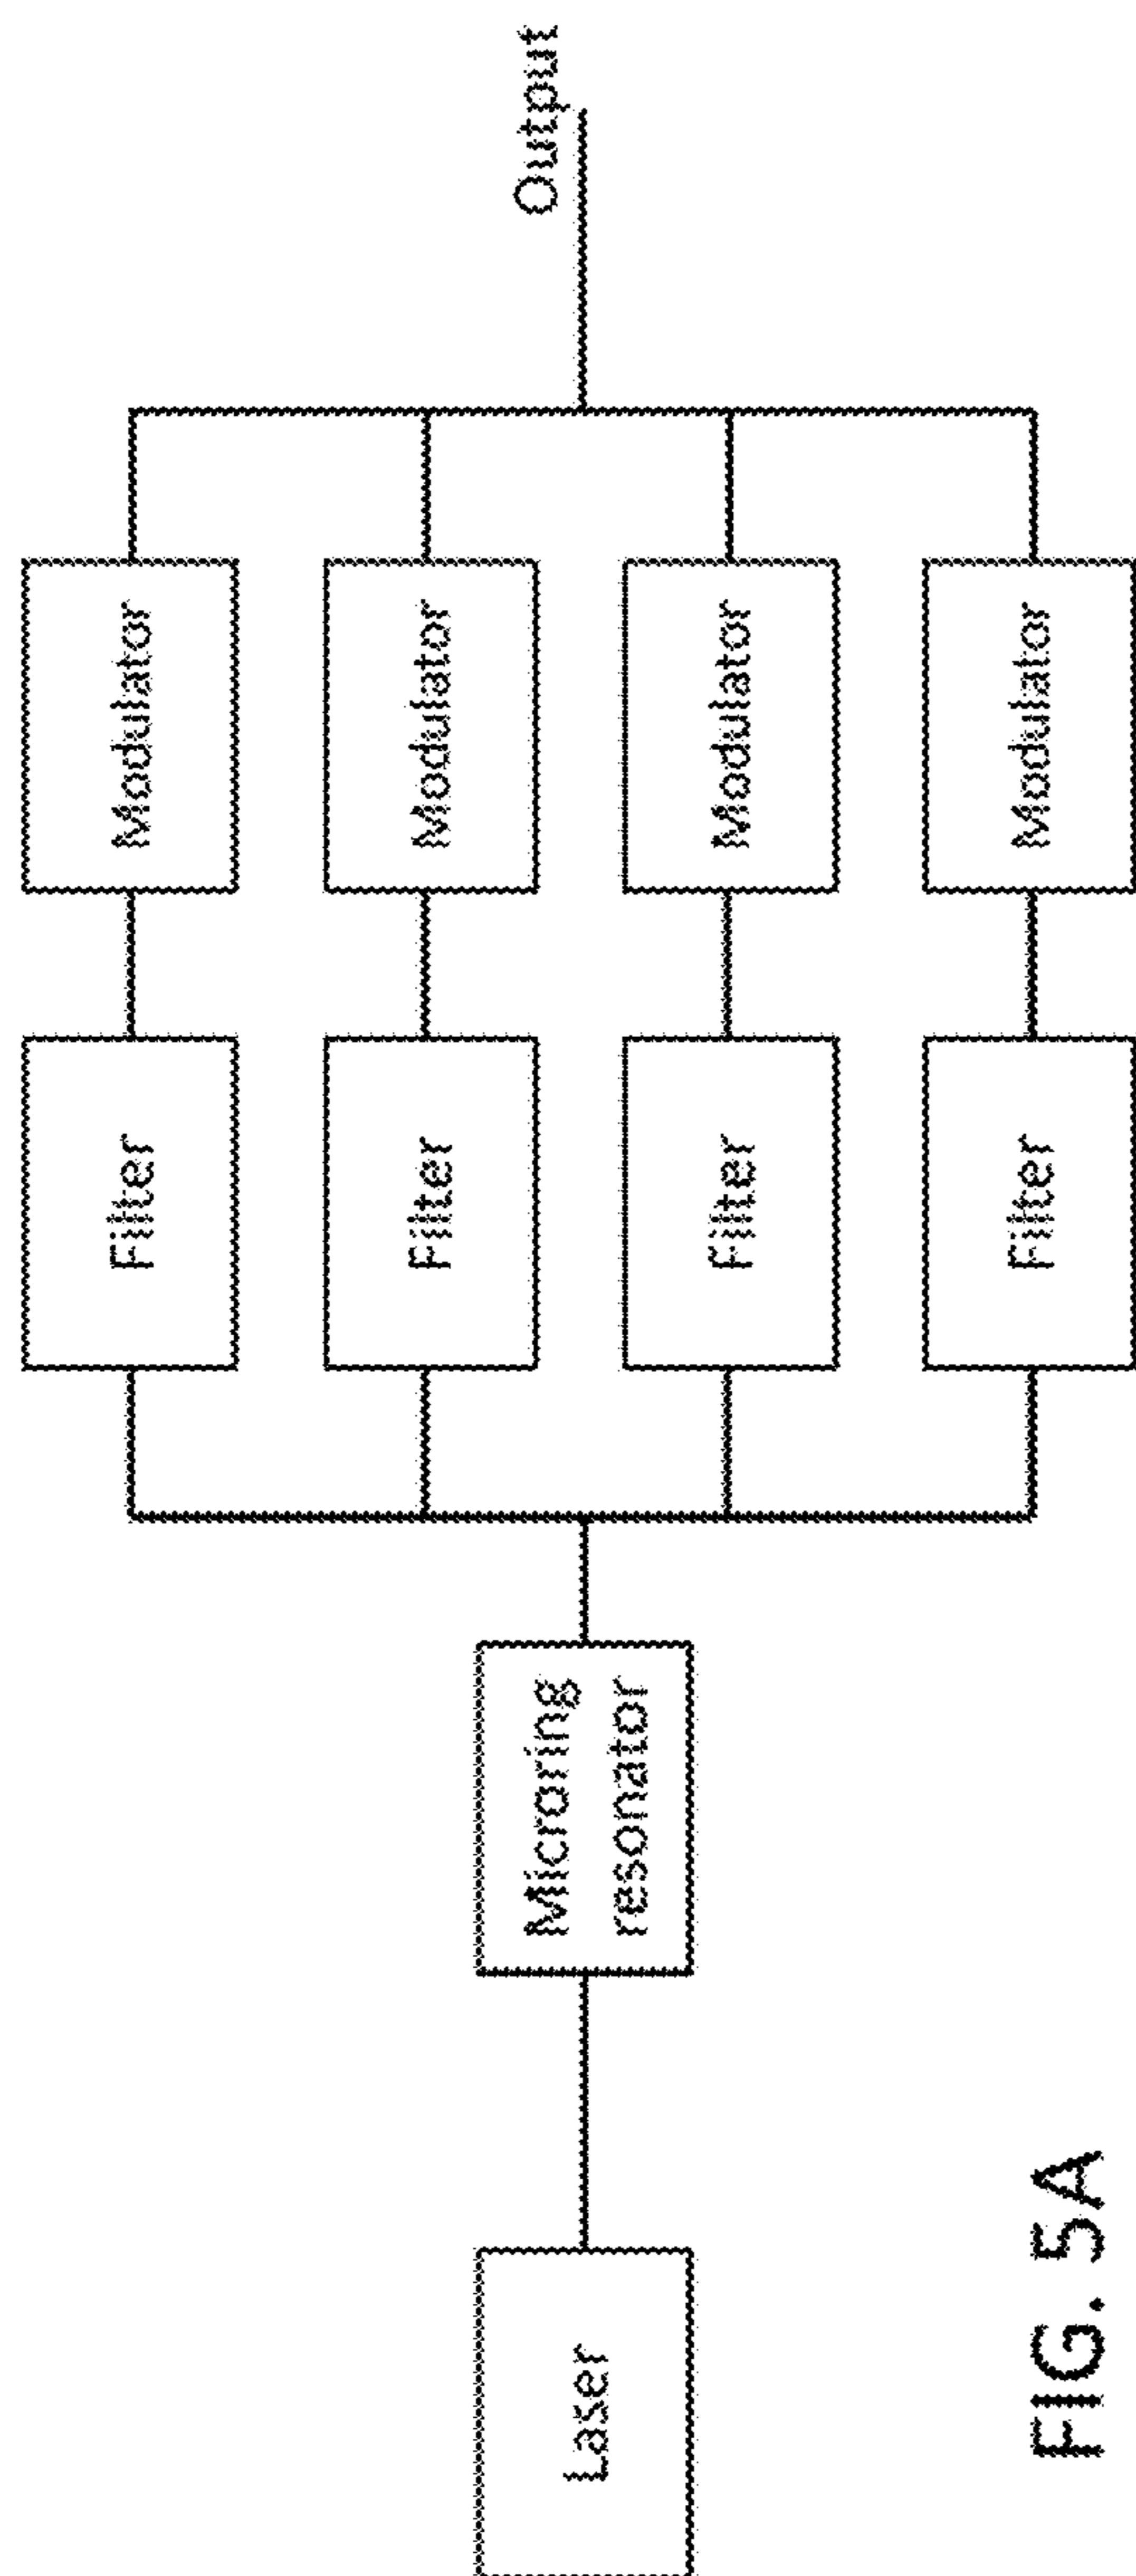 Laser
Microring
resonator
Filter
Modulator
Filter
Modulator
Filter
Modulator
Filter
Modulator
Output
FIG. 5A